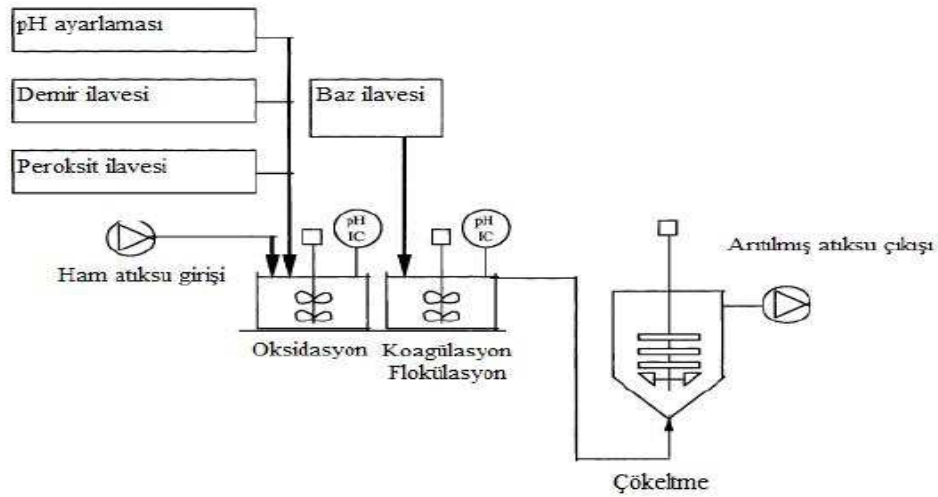 pH ayarlaması
Demir ilavesi
Baz ilavesi
Peroksit ilavesi
pH
IC
pH
IC
Ham atıksu girişi
Arıtılmış atıksu çıkışı
Oksidasyon
Koagülasyon
Flokülasyon
Çökeltme